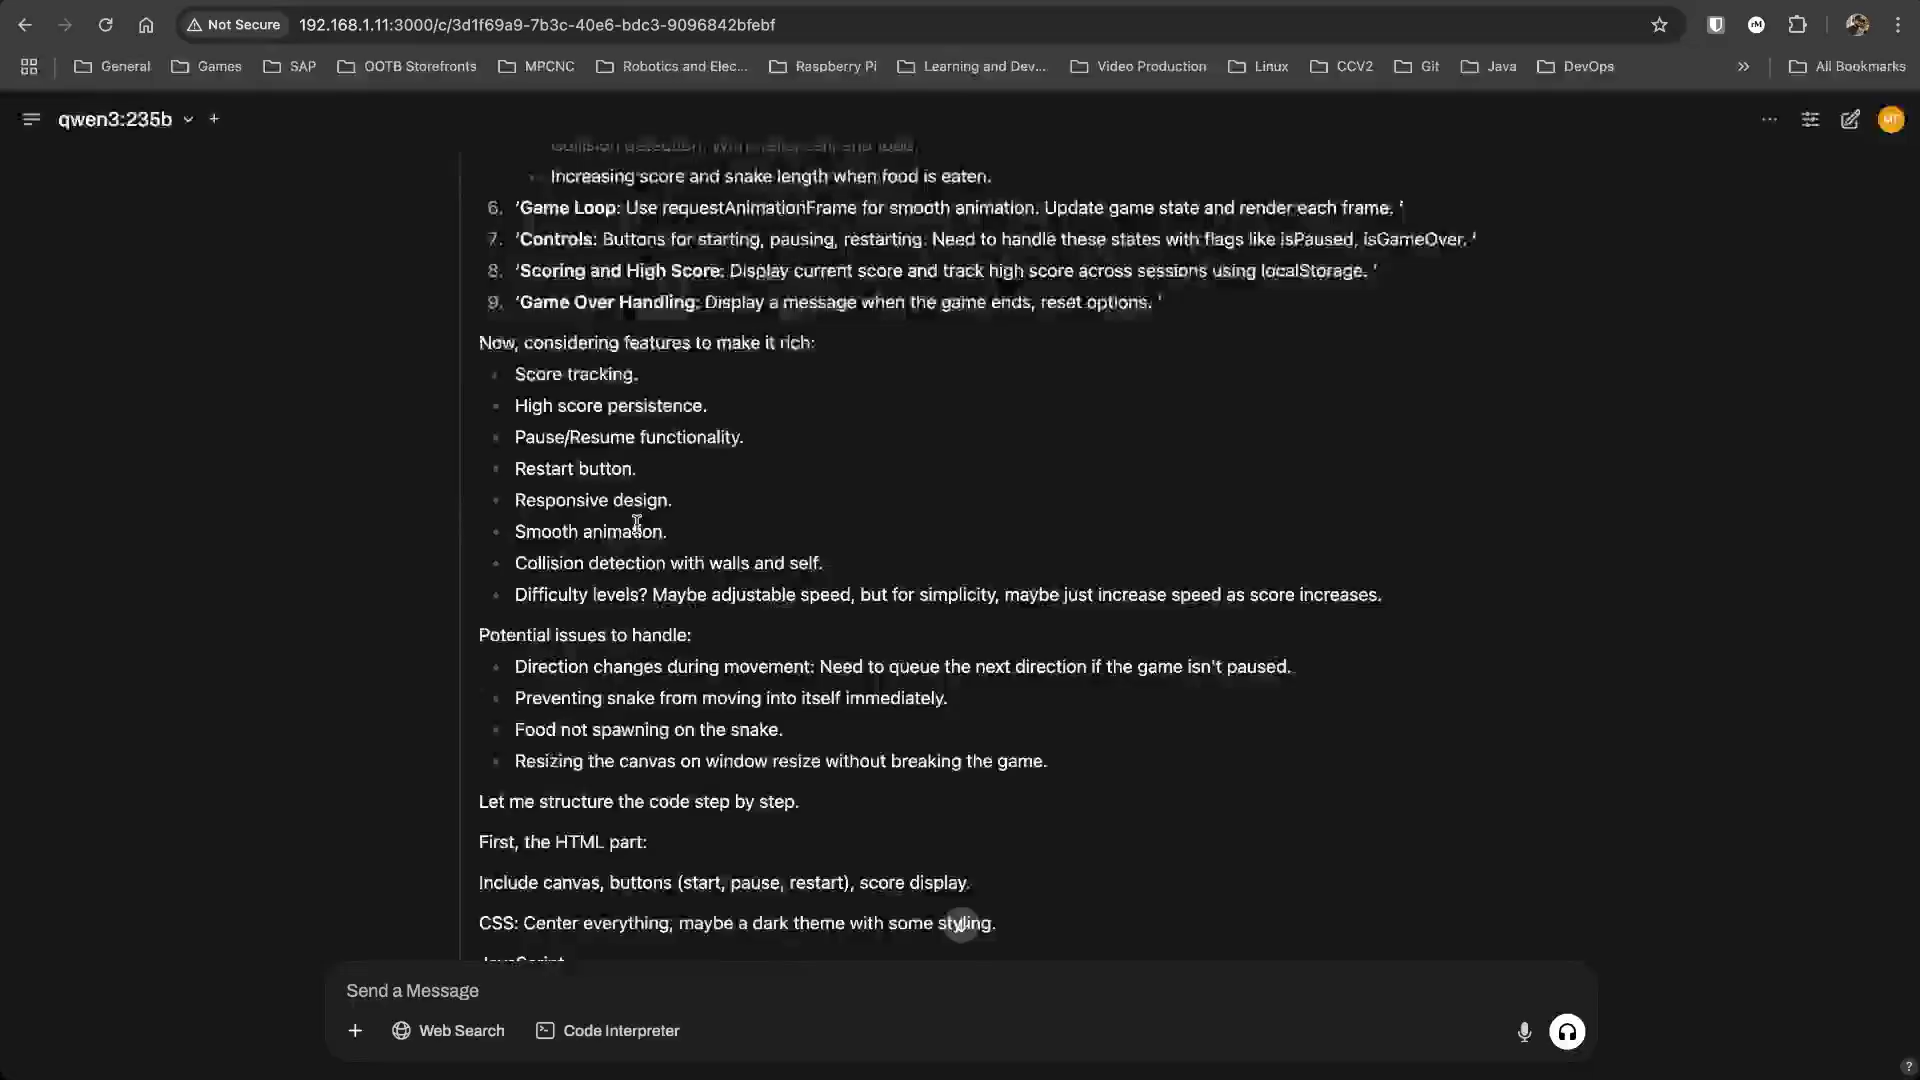 Not Secure 192.168.1.11:3000/c/3d1f69a9-7b3c-40e6-bdc3-9096842bfebf
General Games SAP OOTB Storefronts MPCNC Robotics and Elec... Raspberry Pi Learning and Dev... Video Production Linux CCV2 Git Java DevOps » All Bookmarks
qwen3:235b
MT
Increasing score and snake length when food is eaten.
6. 'Game Loop: Use requestAnimationFrame for smooth animation. Update game state and render each frame. '
7. 'Controls: Buttons for starting, pausing, restarting. Need to handle these states with flags like isPaused, isGameOver. '
8. 'Scoring and High Score: Display current score and track high score across sessions using localStorage. '
9. 'Game Over Handling: Display a message when the game ends, reset options. '
Now, considering features to make it rich:
Score tracking.
High score persistence.
Pause/Resume functionality.
Restart button.
Responsive design.
Smooth animation.
Collision detection with walls and self.
Difficulty levels? Maybe adjustable speed, but for simplicity, maybe just increase speed as score increases.
Potential issues to handle:
Direction changes during movement: Need to queue the next direction if the game isn't paused.
Preventing snake from moving into itself immediately.
Food not spawning on the snake.
Resizing the canvas on window resize without breaking the game.
Let me structure the code step by step.
First, the HTML part:
Include canvas, buttons (start, pause, restart), score display.
CSS: Center everything, maybe a dark theme with some styling.
JavaScript
Send a Message
Web Search Code Interpreter
?